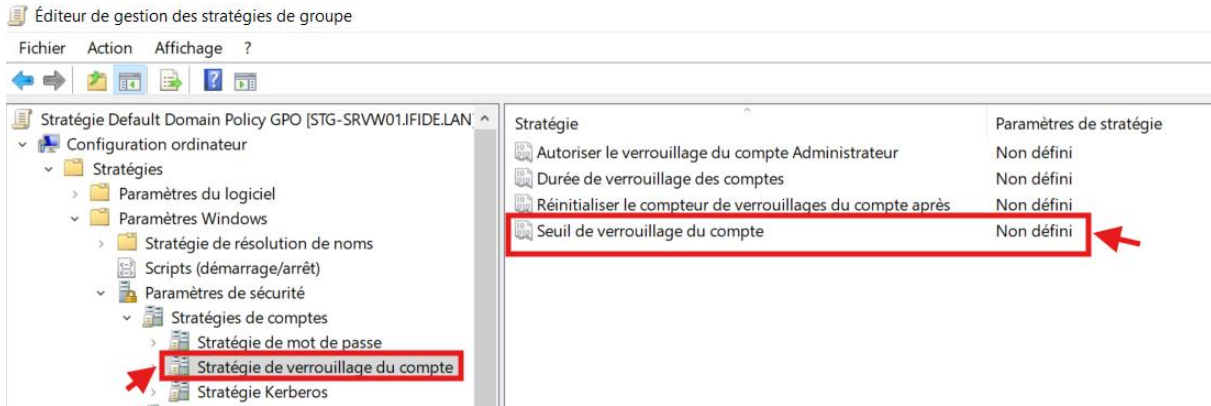 Éditeur de gestion des stratégies de groupe
Fichier Action Affichage ?
Stratégie Default Domain Policy GPO [STG-SRVW01.IFIDE.LAN]
Configuration ordinateur
Stratégies
Paramètres du logiciel
Paramètres Windows
Stratégie de résolution de noms
Scripts (démarrage/arrêt)
Paramètres de sécurité
Stratégies de comptes
Stratégie de mot de passe
Stratégie de verrouillage du compte
Stratégie Kerberos
Stratégie Paramètres de stratégie
Autoriser le verrouillage du compte Administrateur Non défini
Durée de verrouillage des comptes Non défini
Réinitialiser le compteur de verrouillages du compte après Non défini
Seuil de verrouillage du compte Non défini